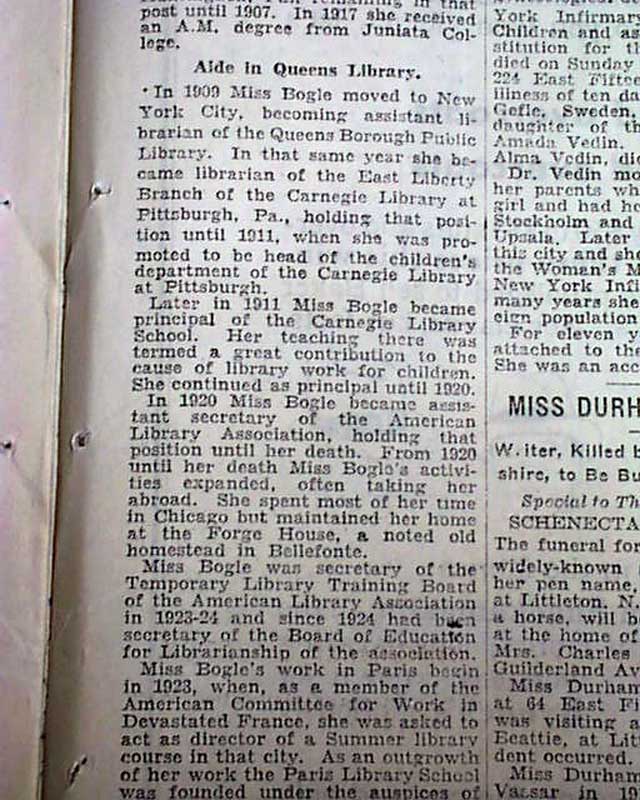 post until 1907. In 1917 she received
an A.M. degree from Juniata Col-
lege.
Aide in Queens Library.
In 1909 Miss Bogle moved to New
York City, becoming assistant li-
brarian of the Queens Borough Public
Library. In that same year she be-
came librarian of the East Liberty
Branch of the Carnegie Library at
Pittsburgh, Pa., holding that posi-
tion until 1911, when she was pro-
moted to be head of the children's
department of the Carnegie Library
at Pittsburgh.
Later in 1911 Miss Bogle became
principal of the Carnegie Library
School. Her teaching there was
termed a great contribution to the
cause of library work for children.
She continued as principal until 1920.
In 1920 Miss Bogle became assis-
tant secretary of the American
Library Association, holding that
position until her death. From 1920
until her death Miss Bogle's activi-
ties expanded, often taking her
abroad. She spent most of her time
in Chicago but maintained her home
at the Forge House, a noted old
homestead in Bellefonte.
Miss Bogle was secretary of the
Temporary Library Training Board
of the American Library Association
in 1923-24 and since 1924 had been
secretary of the Board of Education
for Librarianship of the association.
Miss Bogle's work in Paris begin
in 1923, when, as a member of the
American Committee for Work in
Devastated France, she was asked to
act as director of a Summer library
course in that city. As an outgrowth
of her work the Paris Library School
was founded under the auspices of
York Infirmary
Children and as
stitution for t
died on Sunday
224 East Fifte
illness of ten da
Gefle, Sweden,
daughter of th
Amada Vedin.
Alma Vedin, di
Dr. Vedin mo
her parents wh
girl and had he
Stockholm and
Upsala. Later
this city and she
the Woman's M
New York Infi
many years she
eign population
For eleven y
attached to the
She was an acc
MISS DURH
Writer, Killed b
shire, to Be Bu
Special to Th
SCHENECTA
The funeral for
widely-known
her pen name,
at Littleton, N.
a horse, will b
at the home of
Mrs. Charles
Guilderland Av
Miss Durham
at 64 East Fi
was visiting a
Beattie, at Lit
dent occurred.
Miss Durham
Vassar in 19